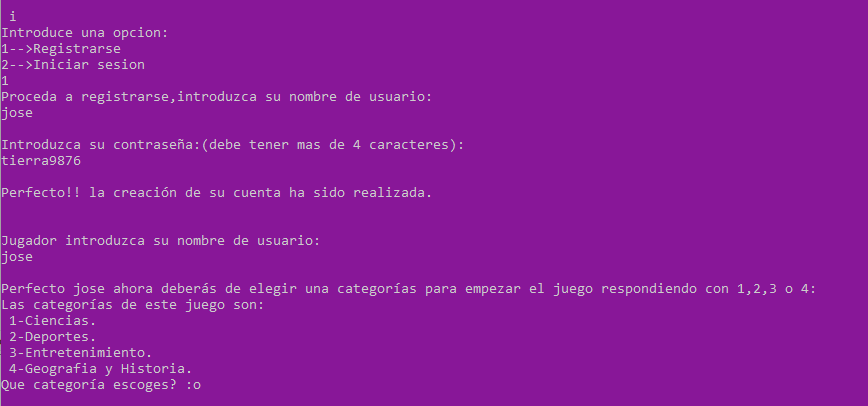 i
Introduce una opcion:
1-->Registrarse
2-->Iniciar sesion
1
Proceda a registrarse,introduzca su nombre de usuario:
jose
Introduzca su contraseña:(debe tener mas de 4 caracteres):
tierra9876
Perfecto!! la creación de su cuenta ha sido realizada.
Jugador introduzca su nombre de usuario:
jose
Perfecto jose ahora deberás de elegir una categorías para empezar el juego respondiendo con 1,2,3 o 4:
Las categorías de este juego son:
1-Ciencias.
2-Deportes.
3-Entretenimiento.
4-Geografia y Historia.
Que categoría escoges? :o